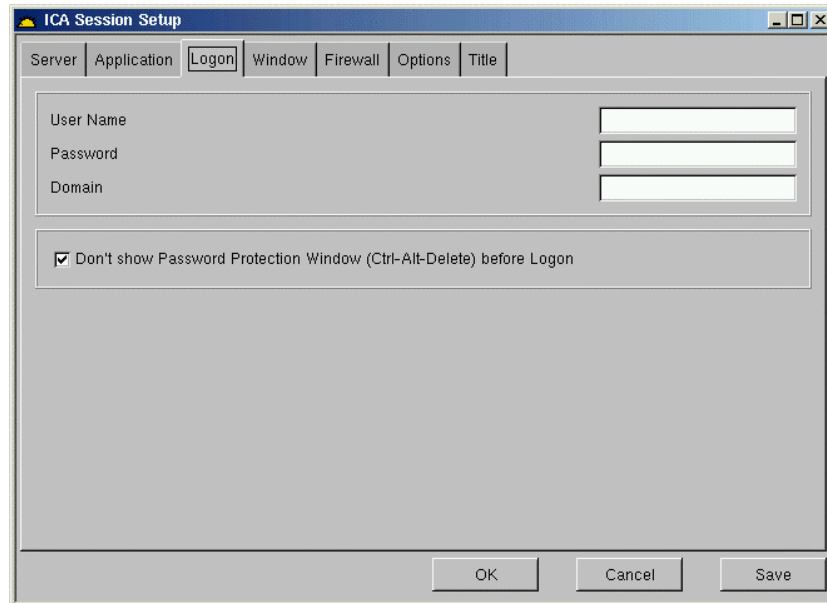 ICA Session Setup
Server Application Logon Window Firewall Options Title
User Name
Password
Domain
Don't show Password Protection Window (Ctrl-Alt-Delete) before Logon
OK Cancel Save